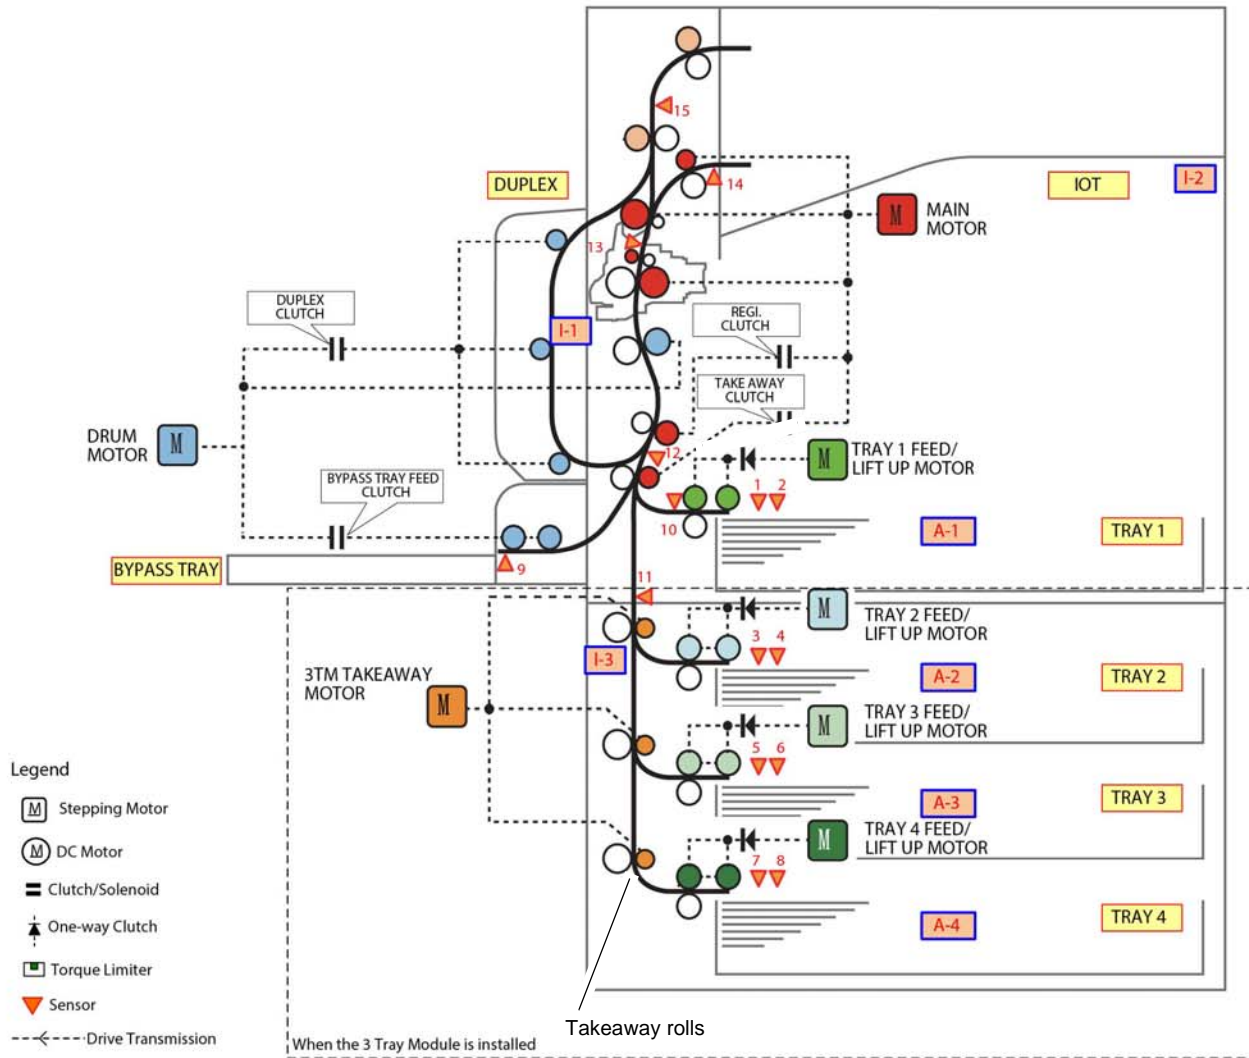 15
DUPLEX
14
IOT
I-2
M
MAIN
MOTOR
13
DUPLEX
CLUTCH
I-1
REGI.
CLUTCH
TAKE AWAY
CLUTCH
DRUM
MOTOR
M
12
M
TRAY 1 FEED/
LIFT UP MOTOR
BYPASS TRAY FEED
CLUTCH
1 2
10
A-1
TRAY 1
BYPASS TRAY
9
11
M
TRAY 2 FEED/
LIFT UP MOTOR
3 4
I-3
A-2
TRAY 2
3TM TAKEAWAY
MOTOR
M
M
TRAY 3 FEED/
LIFT UP MOTOR
5 6
A-3
TRAY 3
M
TRAY 4 FEED/
LIFT UP MOTOR
7 8
A-4
TRAY 4
Legend
M Stepping Motor
M DC Motor
Clutch/Solenoid
One-way Clutch
Torque Limiter
Sensor
Drive Transmission
Takeaway rolls
When the 3 Tray Module is installed